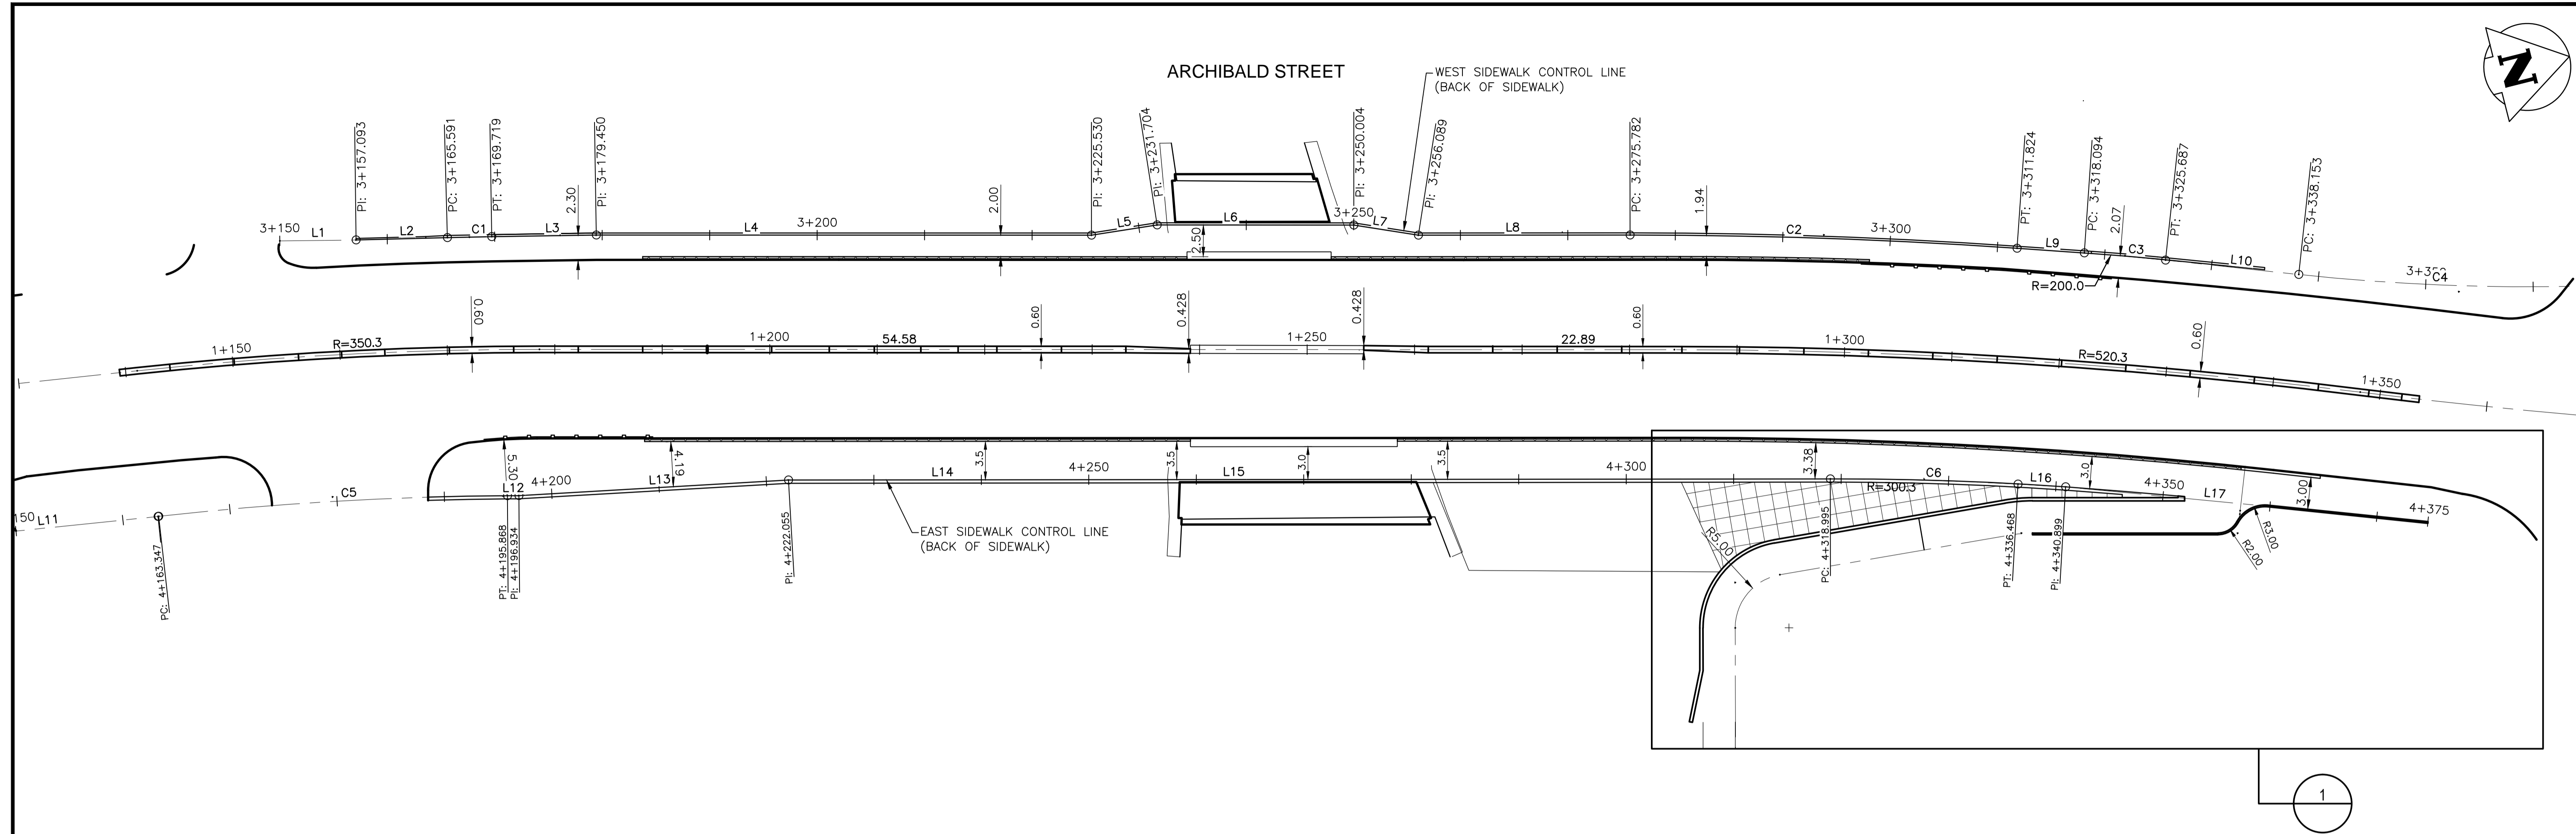 ARCHIBALD STREET
WEST SIDEWALK CONTROL LINE
(BACK OF SIDEWALK)
N
PI: 3+157.093
PC: 3+165.591
PT: 3+169.719
PI: 3+179.450
PI: 3+225.530
PI: 3+231.704
PI: 3+250.004
PI: 3+256.089
PC: 3+275.782
PT: 3+311.824
PC: 3+318.094
PT: 3+325.687
PC: 3+338.153
3+150
L1
L2
C1
L3
2.30
L4
3+200
2.00
L5
L6
2.50
3+250
L7
L8
1.94
C2
3+300
L9
2.07
C3
L10
R=200.0
C4
1+150
R=350.3
0.60
1+200
54.58
0.60
0.428
1+250
0.428
22.89
0.60
1+300
R=520.3
0.60
1+350
150
L11
C5
5.30
L12
4+200
L13
4.19
L14
3.5
4+250
3.5
L15
3.0
3.5
4+300
3.38
C6
R=300.3
L16
3.0
4+350
L17
3.00
4+375
PC: 4+163.347
PT: 4+195.868
PI: 4+196.934
PI: 4+222.055
EAST SIDEWALK CONTROL LINE
(BACK OF SIDEWALK)
R5.00
PC: 4+318.995
PT: 4+336.468
PI: 4+340.899
R2.00
R3.00
1